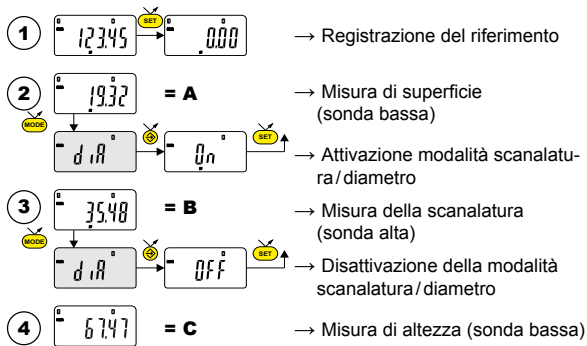 1 123.45 SET 0.00 → Registrazione del riferimento
2 19.32 = A → Misura di superficie
(sonda bassa)
MODE
diA On SET → Attivazione modalità scanalatu-
ra/diametro
3 35.48 = B → Misura della scanalatura
(sonda alta)
MODE
diA OFF SET → Disattivazione della modalità
scanalatura/diametro
4 67.47 = C → Misura di altezza (sonda bassa)